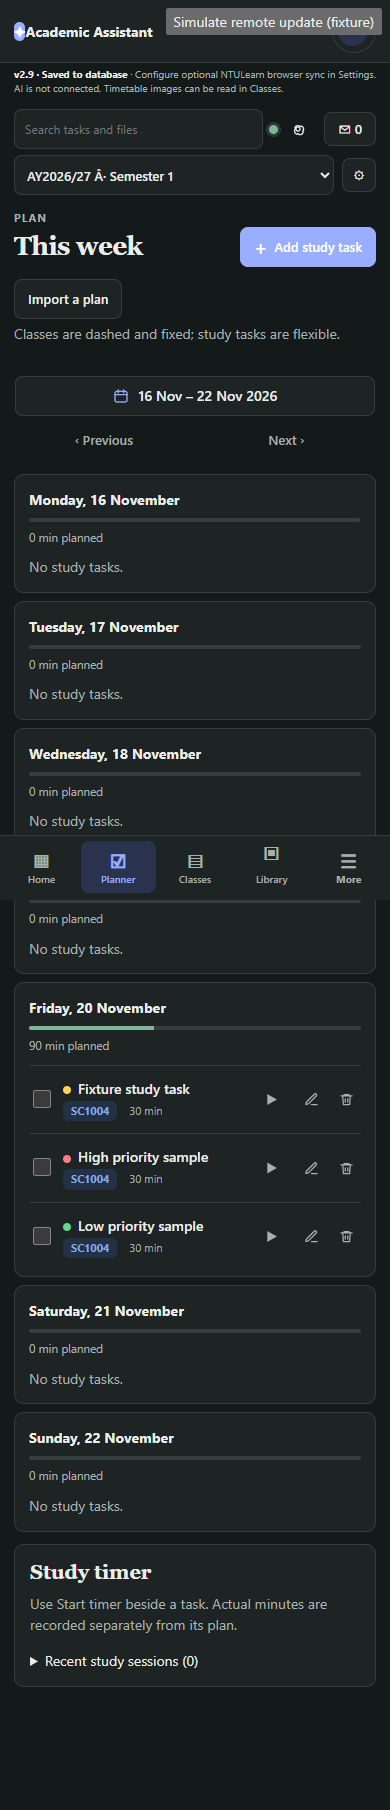 Academic Assistant
Simulate remote update (fixture)
v2.9 · Saved to database · Configure optional NTULearn browser sync in Settings.
AI is not connected. Timetable images can be read in Classes.
Search tasks and files
0
AY2026/27 Â· Semester 1
PLAN
This week
+ Add study task
Import a plan
Classes are dashed and fixed; study tasks are flexible.
16 Nov – 22 Nov 2026
‹ Previous
Next ›
Monday, 16 November
0 min planned
No study tasks.
Tuesday, 17 November
0 min planned
No study tasks.
Wednesday, 18 November
0 min planned
No study tasks.
Home
Planner
Classes
Library
More
0 min planned
No study tasks.
Friday, 20 November
90 min planned
Fixture study task
SC1004 30 min
High priority sample
SC1004 30 min
Low priority sample
SC1004 30 min
Saturday, 21 November
0 min planned
No study tasks.
Sunday, 22 November
0 min planned
No study tasks.
Study timer
Use Start timer beside a task. Actual minutes are
recorded separately from its plan.
Recent study sessions (0)